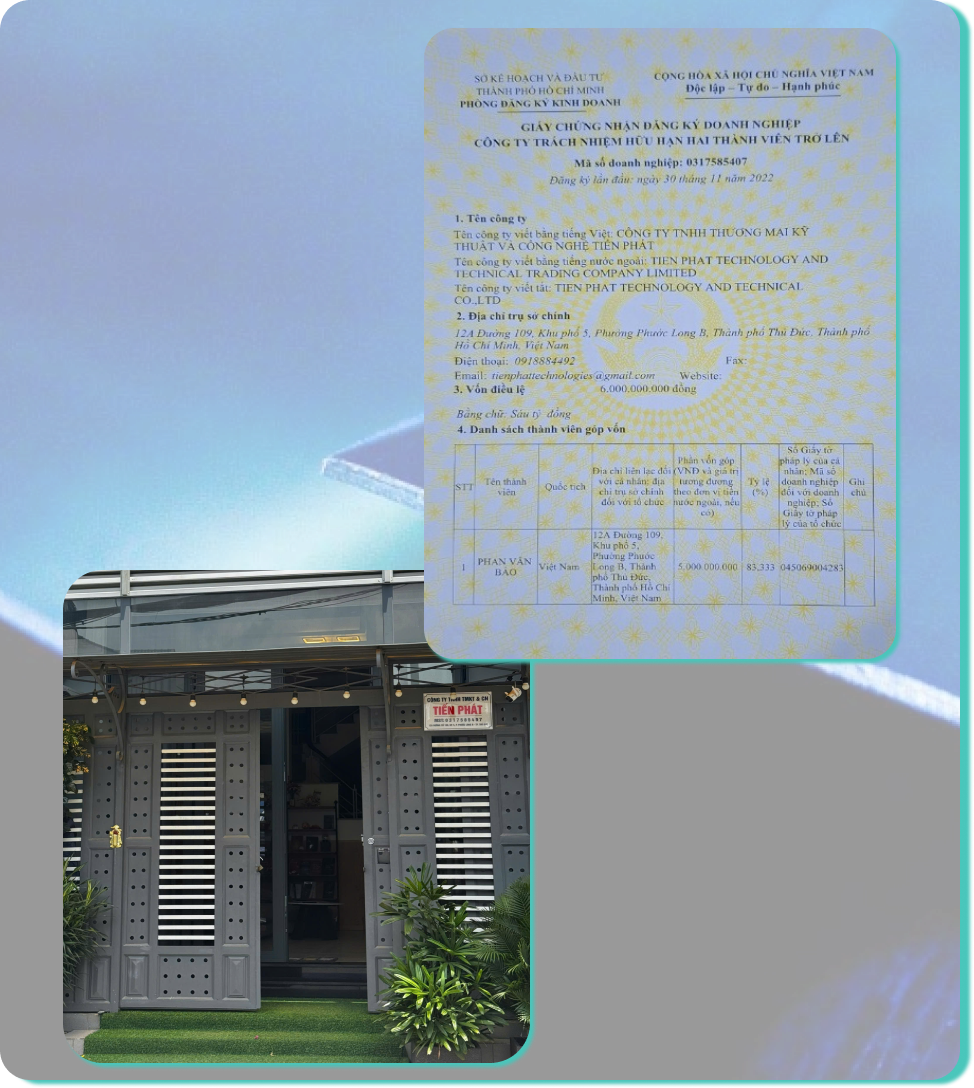 SỞ KẾ HOẠCH VÀ ĐẦU TƯ
THÀNH PHỐ HỒ CHÍ MINH
PHÒNG ĐĂNG KÝ KINH DOANH
CỘNG HÒA XÃ HỘI CHỦ NGHĨA VIỆT NAM
Độc lập – Tự do – Hạnh phúc
GIẤY CHỨNG NHẬN ĐĂNG KÝ DOANH NGHIỆP
CÔNG TY TRÁCH NHIỆM HỮU HẠN HAI THÀNH VIÊN TRỞ LÊN
Mã số doanh nghiệp: 0317585407
Đăng ký lần đầu: ngày 30 tháng 11 năm 2022
1. Tên công ty
Tên công ty viết bằng tiếng Việt: CÔNG TY TNHH THƯƠNG MẠI KỸ
THUẬT VÀ CÔNG NGHỆ TIẾN PHÁT
Tên công ty viết bằng tiếng nước ngoài: TIEN PHAT TECHNOLOGY AND
TECHNICAL TRADING COMPANY LIMITED
Tên công ty viết tắt: TIEN PHAT TECHNOLOGY AND TECHNICAL
CO.,LTD
2. Địa chỉ trụ sở chính
12A Đường 109, Khu phố 5, Phường Phước Long B, Thành phố Thủ Đức, Thành phố
Hồ Chí Minh, Việt Nam
Điện thoại: 0918884492 Fax:
Email: tienphattechnologies@gmail.com Website:
3. Vốn điều lệ 6.000.000.000 đồng
Bằng chữ: Sáu tỷ đồng
4. Danh sách thành viên góp vốn
STT
Tên thành
viên
Quốc tịch
Địa chỉ liên lạc đối
với cá nhân; địa
chỉ trụ sở chính
đối với tổ chức
Phần vốn góp
(VNĐ và giá trị
tương đương
theo đơn vị tiền
nước ngoài, nếu
có)
Tỷ lệ
(%)
Số Giấy tờ
pháp lý của cá
nhân; Mã số
doanh nghiệp
đối với doanh
nghiệp; Số
Giấy tờ pháp
lý của tổ chức
Ghi
chú
1
PHAN VĂN
BẢO
Việt Nam
12A Đường 109,
Khu phố 5,
Phường Phước
Long B, Thành
phố Thủ Đức,
Thành phố Hồ Chí
Minh, Việt Nam
5.000.000.000
83,333
045069004283
CÔNG TY TNHH TMKT & CN
TIẾN PHÁT
0317585407